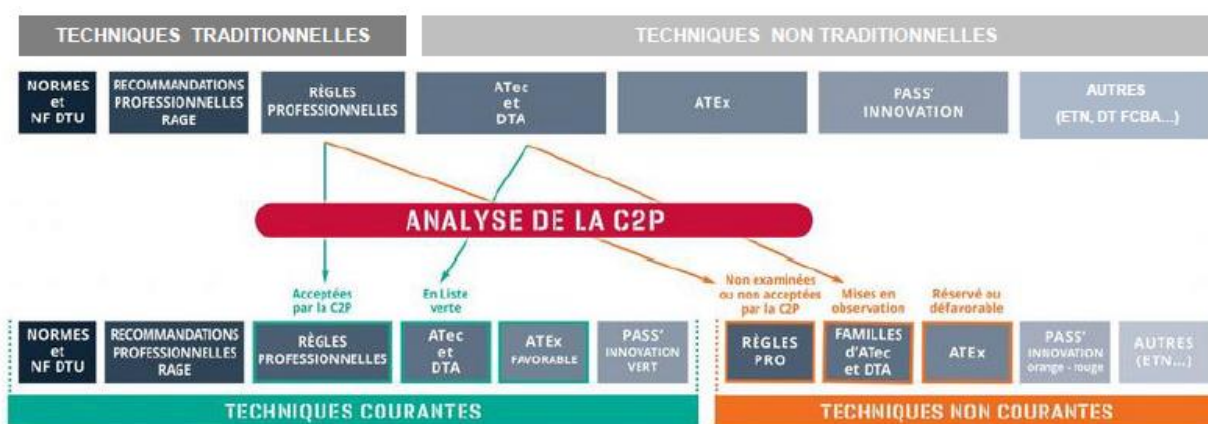 TECHNIQUES TRADITIONNELLES
TECHNIQUES NON TRADITIONNELLES
NORMES
et
NF DTU
RECOMMANDATIONS
PROFESSIONNELLES
RAGE
RÈGLES
PROFESSIONNELLES
ATec
et
DTA
ATEx
PASS'
INNOVATION
AUTRES
(ETN, DT FCBA...)
ANALYSE DE LA C2P
Acceptées
par la C2P
En Liste
verte
Non examinées
ou non acceptées
par la C2P
Mises en
observation
Réservé ou
défavorable
NORMES
et
NF DTU
RECOMMANDATIONS
PROFESSIONNELLES
RAGE
RÈGLES
PROFESSIONNELLES
ATec
et
DTA
ATEx
FAVORABLE
PASS'
INNOVATION
VERT
RÈGLES
PRO
FAMILLES
d'ATec
et DTA
ATEx
PASS'
INNOVATION
orange - rouge
AUTRES
(ETN...)
TECHNIQUES COURANTES
TECHNIQUES NON COURANTES